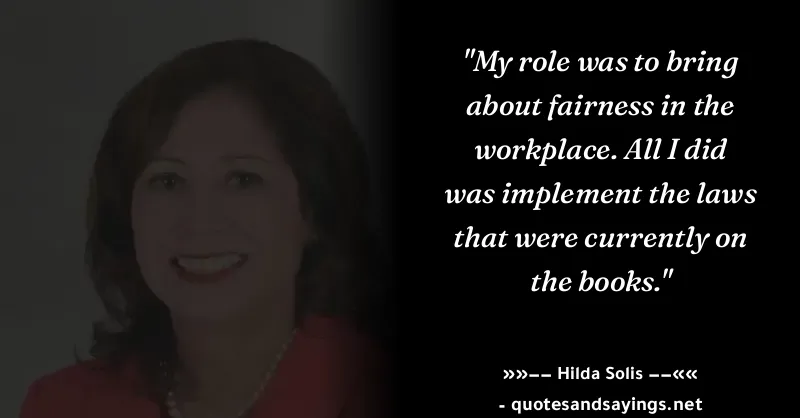 "My role was to bring
about fairness in the
workplace. All I did
was implement the laws
that were currently on
the books."
»»—— Hilda Solis ——««
- quotesandsayings.net